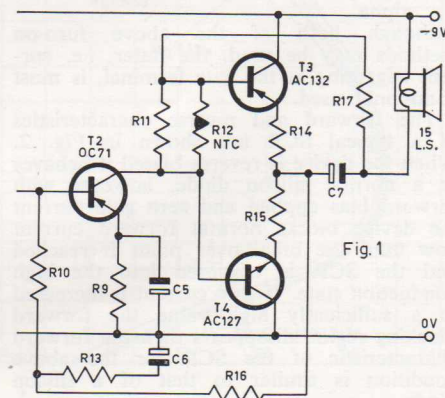 -9V
T3
AC132
R17
R11
R12
NTC
R14
T2
OC71
C7
15
L.S.
R15
Fig.1
R10
R9
C5
T4
AC127
0V
C6
R13
R16